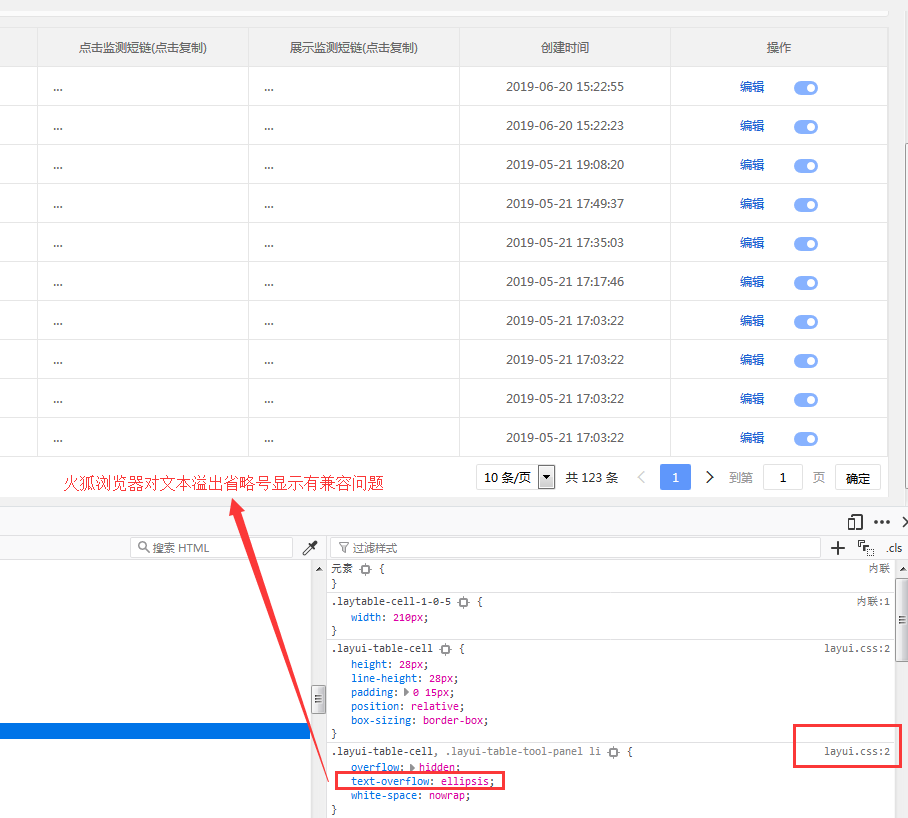 点击监测短链(点击复制) 展示监测短链(点击复制) 创建时间 操作
... ... 2019-06-20 15:22:55 编辑
... ... 2019-06-20 15:22:23 编辑
... ... 2019-05-21 19:08:20 编辑
... ... 2019-05-21 17:49:37 编辑
... ... 2019-05-21 17:35:03 编辑
... ... 2019-05-21 17:17:46 编辑
... ... 2019-05-21 17:03:22 编辑
... ... 2019-05-21 17:03:22 编辑
... ... 2019-05-21 17:03:22 编辑
... ... 2019-05-21 17:03:22 编辑
火狐浏览器对文本溢出省略号显示有兼容问题
10 条/页 共 123 条 1 到第 1 页 确定
搜索 HTML 过滤样式 .cls
元素 { 内联
}
.laytable-cell-1-0-5 { 内联:1
width: 210px;
}
.layui-table-cell { layui.css:2
height: 28px;
line-height: 28px;
padding: 0 15px;
position: relative;
box-sizing: border-box;
}
.layui-table-cell, .layui-table-tool-panel li { layui.css:2
overflow: hidden;
text-overflow: ellipsis;
white-space: nowrap;
}